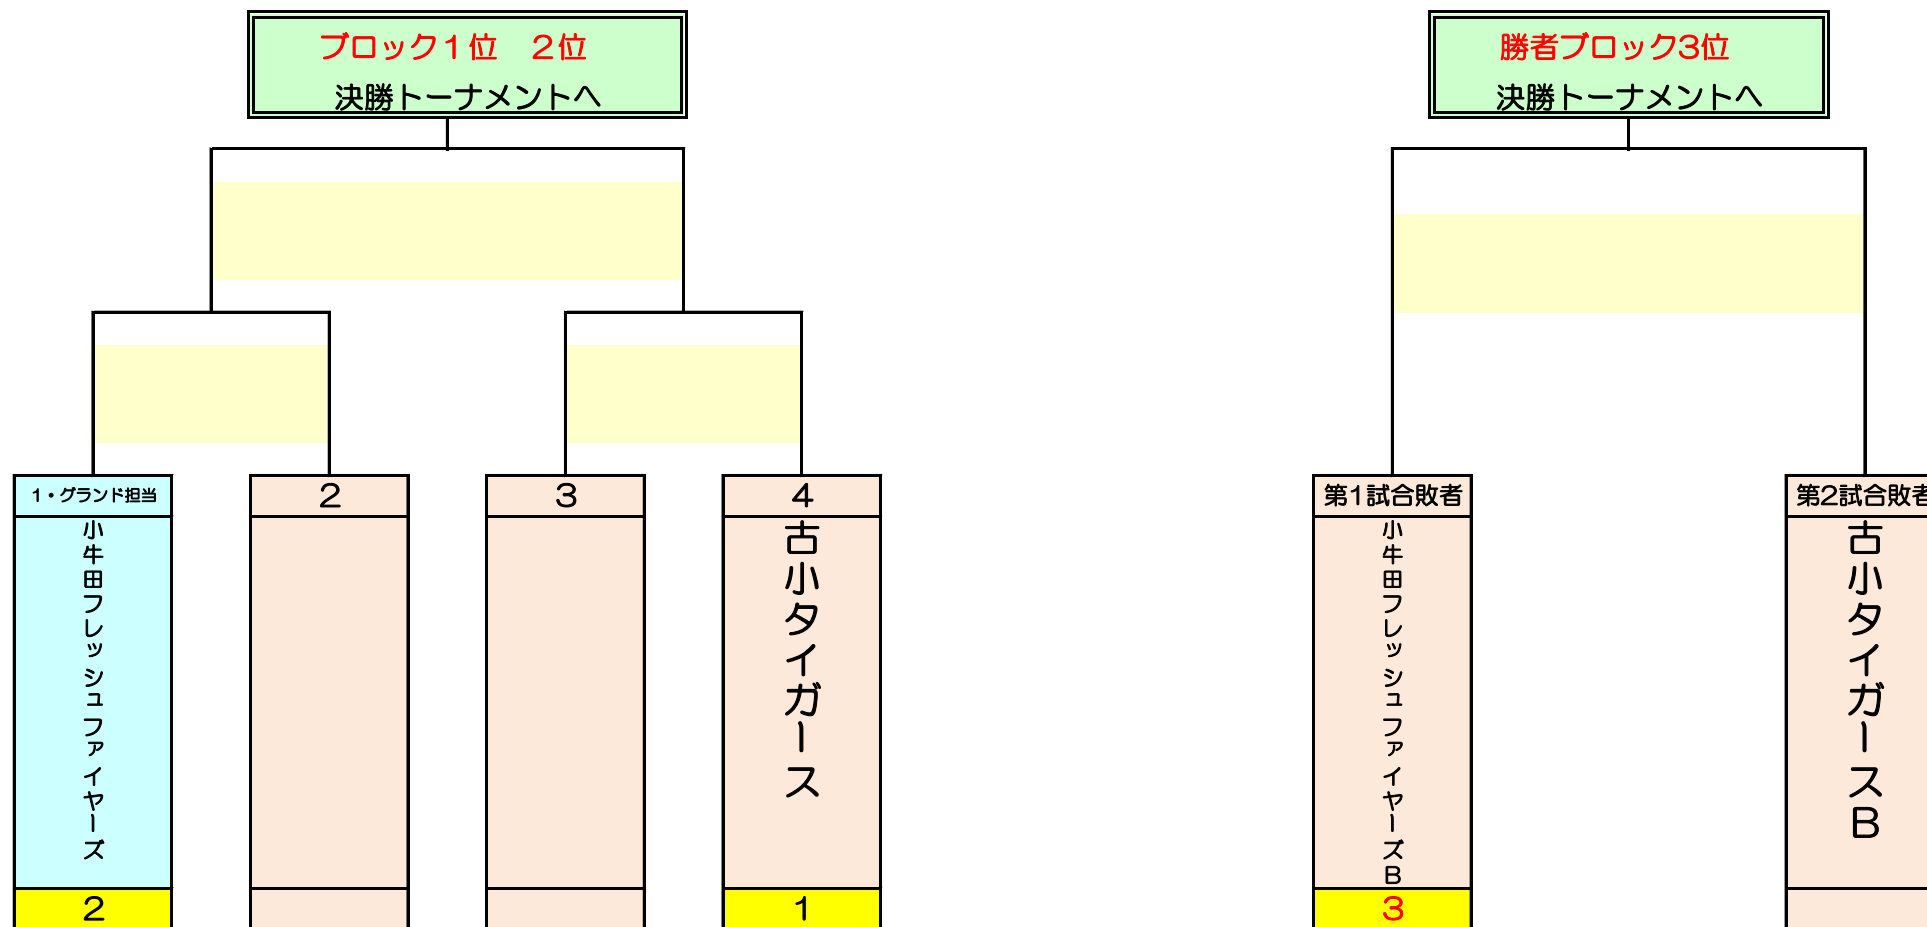 ブロック1位　2位
決勝トーナメントへ
勝者ブロック3位
決勝トーナメントへ
1・グランド担当
2
3
4
小牛田フレッシュファイヤーズ
古小タイガース
2
1
第1試合敗者
第2試合敗者
小牛田フレッシュファイヤーズB
古小タイガースB
3